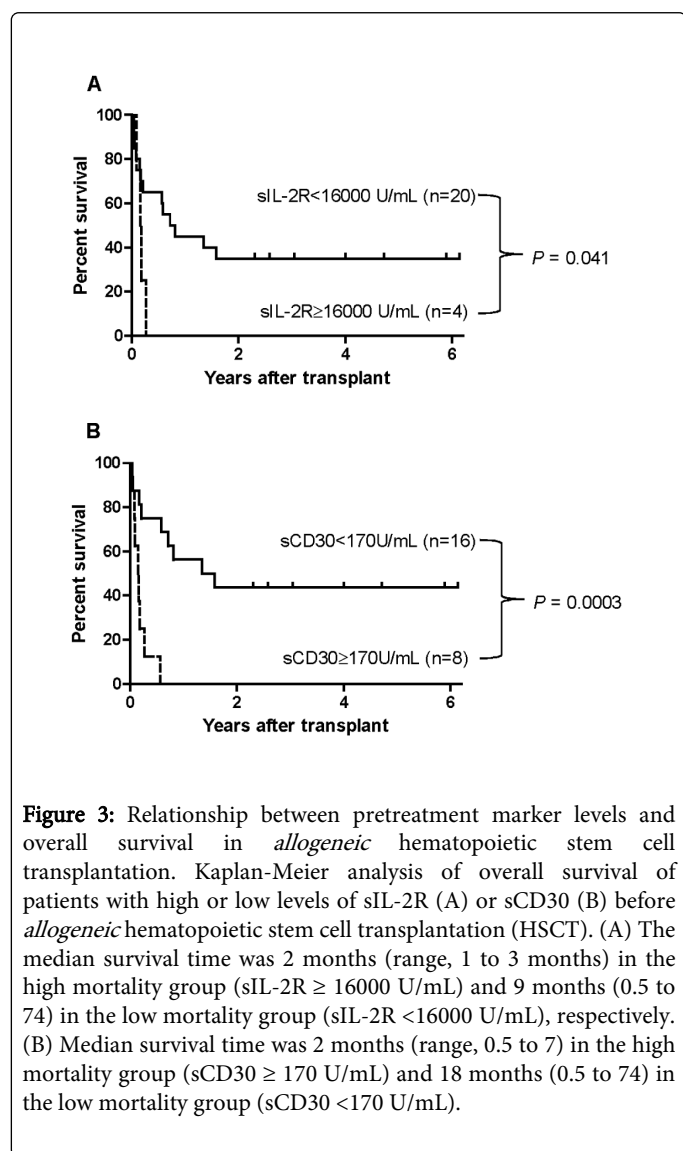 A
100
80
60
40
20
0
Percent survival
sIL-2R<16000 U/mL (n=20)
P = 0.041
sIL-2R≥16000 U/mL (n=4)
0 2 4 6
Years after transplant
B
100
80
60
40
20
0
Percent survival
sCD30<170U/mL (n=16)
P = 0.0003
sCD30≥170U/mL (n=8)
0 2 4 6
Years after transplant
Figure 3: Relationship between pretreatment marker levels and
overall survival in allogeneic hematopoietic stem cell
transplantation. Kaplan-Meier analysis of overall survival of
patients with high or low levels of sIL-2R (A) or sCD30 (B) before
allogeneic hematopoietic stem cell transplantation (HSCT). (A) The
median survival time was 2 months (range, 1 to 3 months) in the
high mortality group (sIL-2R ≥ 16000 U/mL) and 9 months (0.5 to
74) in the low mortality group (sIL-2R <16000 U/mL), respectively.
(B) Median survival time was 2 months (range, 0.5 to 7) in the high
mortality group (sCD30 ≥ 170 U/mL) and 18 months (0.5 to 74) in
the low mortality group (sCD30 <170 U/mL).